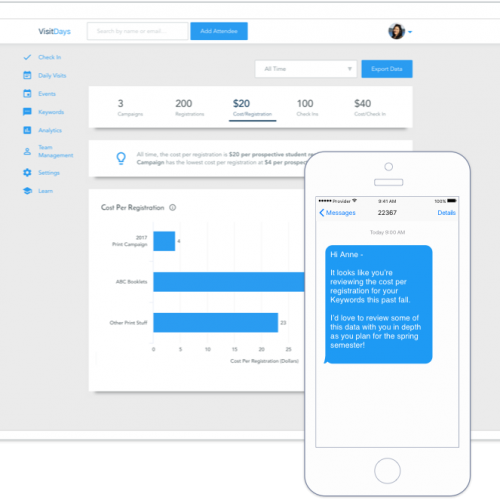 VisitDays
Search by name or email...
Add Attendee
Check In
Daily Visits
Events
Keywords
Analytics
Team
Management
Settings
Learn
All Time
Export Data
3
Campaigns
200
Registrations
$20
Cost/Registration
100
Check Ins
$40
Cost/Check In
All time, the cost per registration is $20 per prospective student
Campaign has the lowest cost per registration at $4 per
Cost Per Registration
2017
Print Campaign
4
ABC Booklets
Other Print Stuff
23
0 5 10 15 20 25
Cost Per Registration (Dollars)
Provider
9:41 AM
100%
Messages
22367
Details
Today 9:00 AM
Hi Anne -
It looks like you're
reviewing the cost per
registration for your
Keywords this past fall.
I'd love to review some of
this data with you in depth
as you plan for the spring
semester!